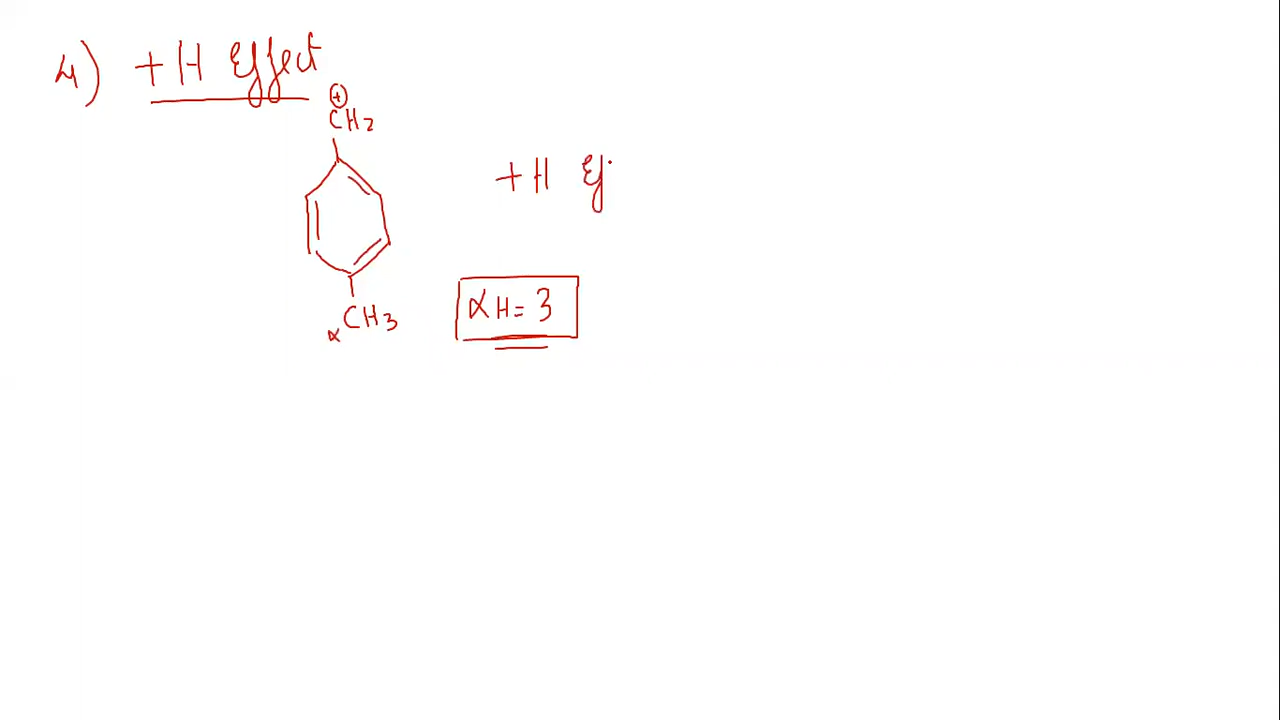 4) +H Effect
⊕
CH2
+H Ef
αH=3
α CH3